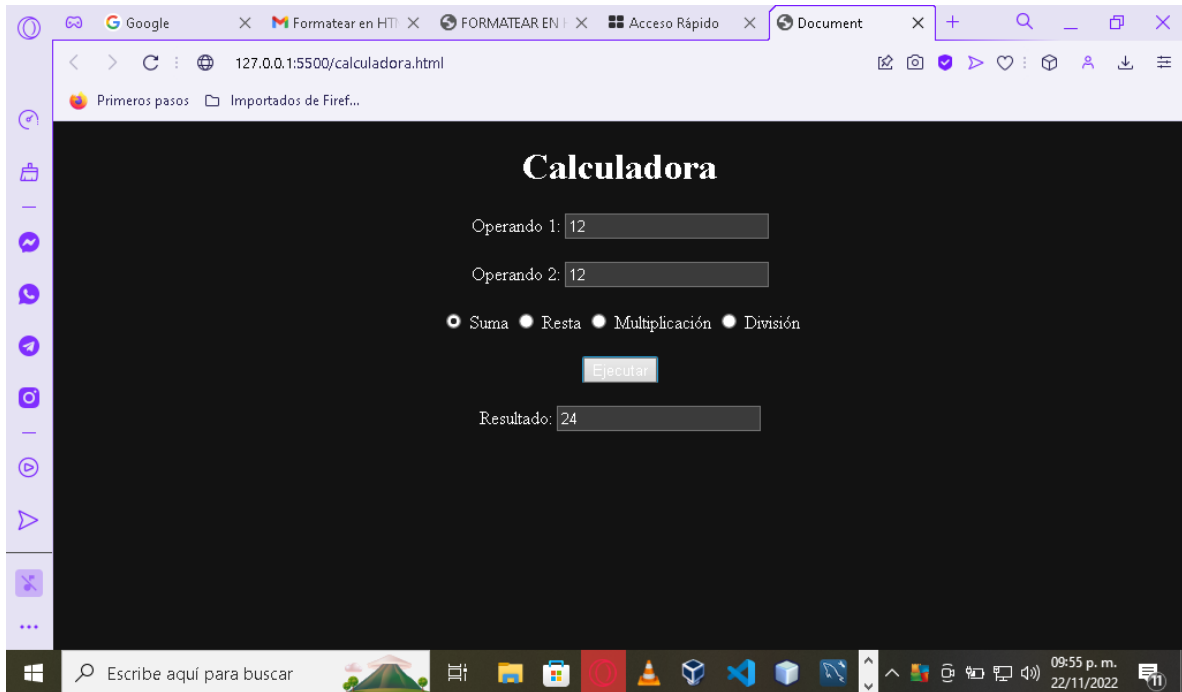 Google
Formatear en HTM
FORMATEAR EN H
Acceso Rápido
Document
127.0.0.1:5500/calculadora.html
Primeros pasos
Importados de Firef...
Calculadora
Operando 1: 12
Operando 2: 12
Suma Resta Multiplicación División
Ejecutar
Resultado: 24
Escribe aquí para buscar
09:55 p. m.
22/11/2022
11